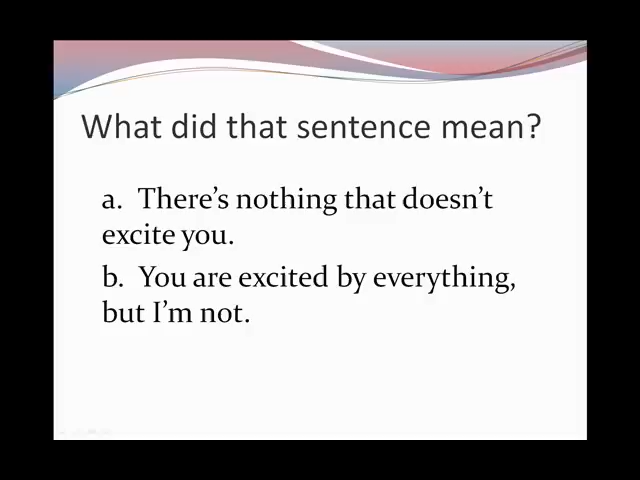 What did that sentence mean?
a.  There's nothing that doesn't
excite you.
b.  You are excited by everything,
but I'm not.